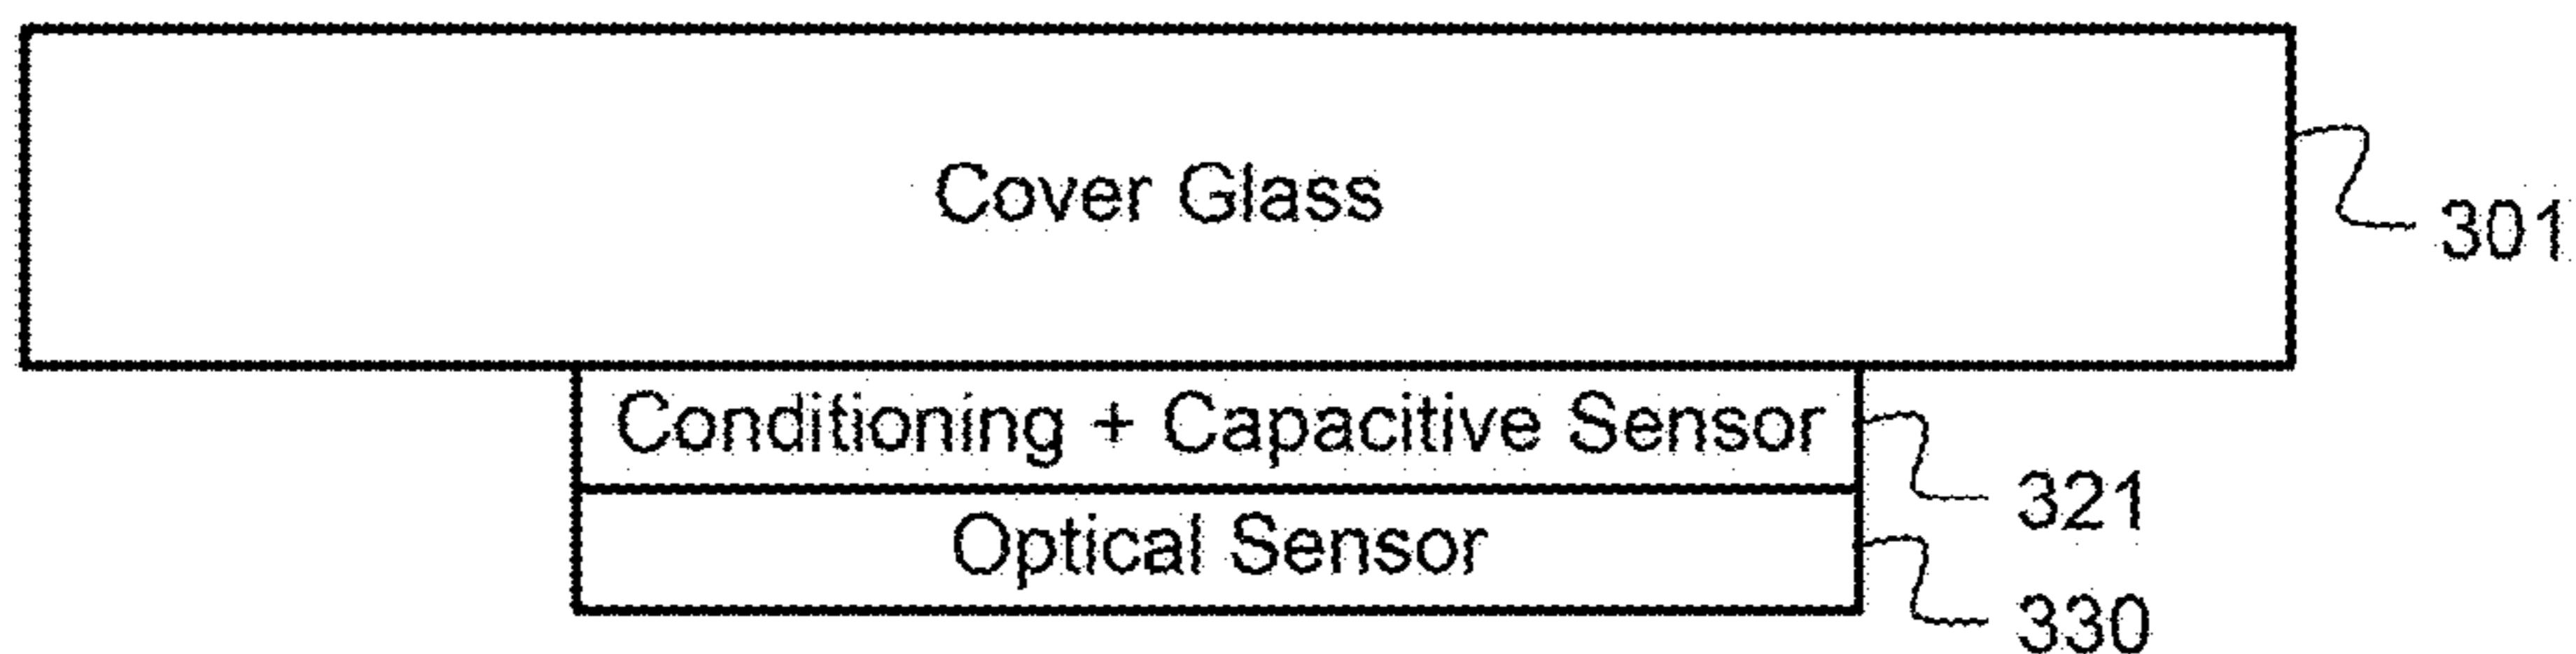 Cover Glass
301
Conditioning + Capacitive Sensor
321
Optical Sensor
330